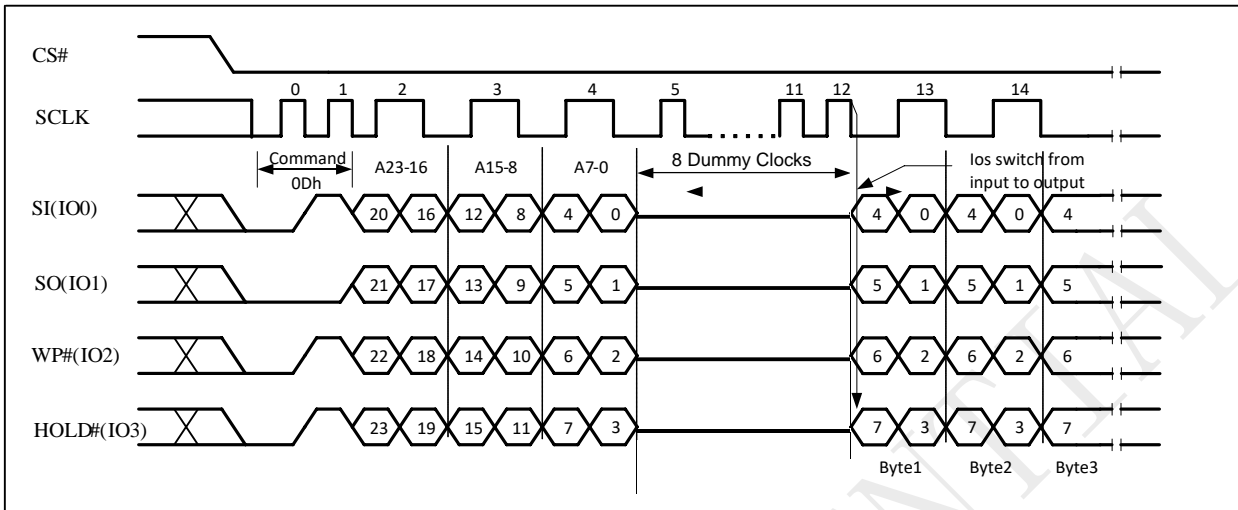 CS#
0 1 2 3 4 5 11 12 13 14
SCLK
Command A23-16 A15-8 A7-0 8 Dummy Clocks Ios switch from
0Dh input to output
SI(IO0) 20 16 12 8 4 0 4 0 4 0 4
SO(IO1) 21 17 13 9 5 1 5 1 5 1 5
WP#(IO2) 22 18 14 10 6 2 6 2 6 2 6
HOLD#(IO3) 23 19 15 11 7 3 7 3 7 3 7
Byte1 Byte2 Byte3
NTIAI